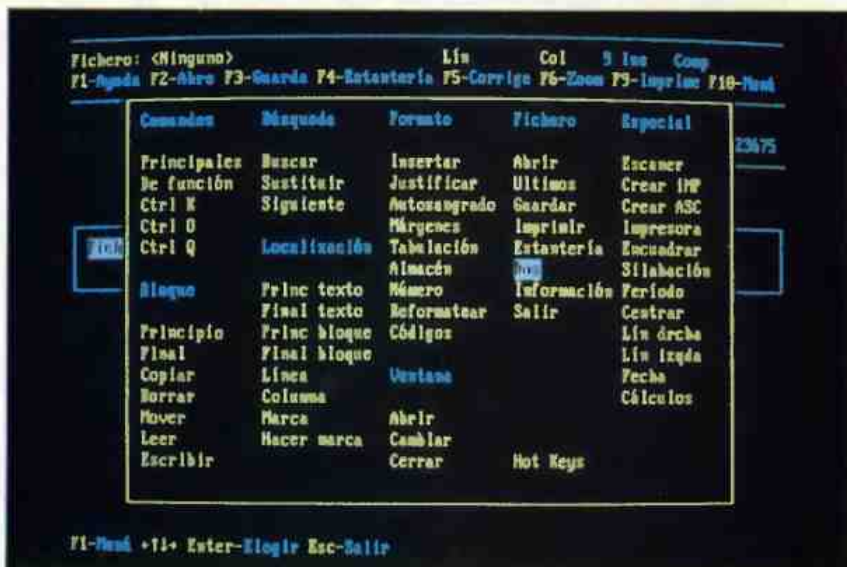 Fichero: <Ninguno> Lín Col Ins Comp
F1-Ayuda F2-Abre F3-Guarda F4-Estantería F5-Corrige F6-Zoom F9-Imprime F10-Menú
23675
Fich
Comandos
Principales
De función
Ctrl K
Ctrl O
Ctrl Q
Bloque
Principio
Final
Copiar
Borrar
Mover
Leer
Escribir
Búsqueda
Buscar
Sustituir
Siguiente
Localización
Princ texto
Final texto
Princ bloque
Final bloque
Línea
Columna
Marca
Hacer marca
Formato
Insertar
Justificar
Autosangrado
Márgenes
Tabulación
Almacén
Número
Reformatear
Códigos
Ventana
Abrir
Cambiar
Cerrar
Fichero
Abrir
Ultimos
Guardar
Imprimir
Estantería
Dos
Información
Salir
Hot Keys
Especial
Escaner
Crear IMP
Crear ASC
Impresora
Encuadrar
Silabación
Período
Centrar
Lín drcha
Lín izqda
Fecha
Cálculos
F1-Menú ←↑↓→ Enter-Elegir Esc-Salir